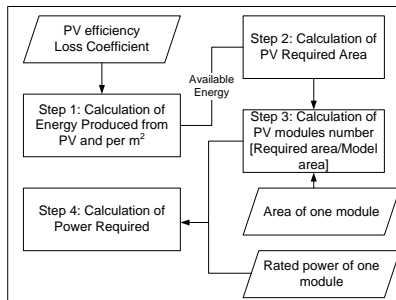 PV efficiency
Loss Coefficient
Step 1: Calculation of
Energy Produced from
PV and per m²
Available
Energy
Step 2: Calculation of
PV Required Area
Step 3: Calculation of
PV modules number
[Required area/Model
area]
Step 4: Calculation of
Power Required
Area of one module
Rated power of one
module